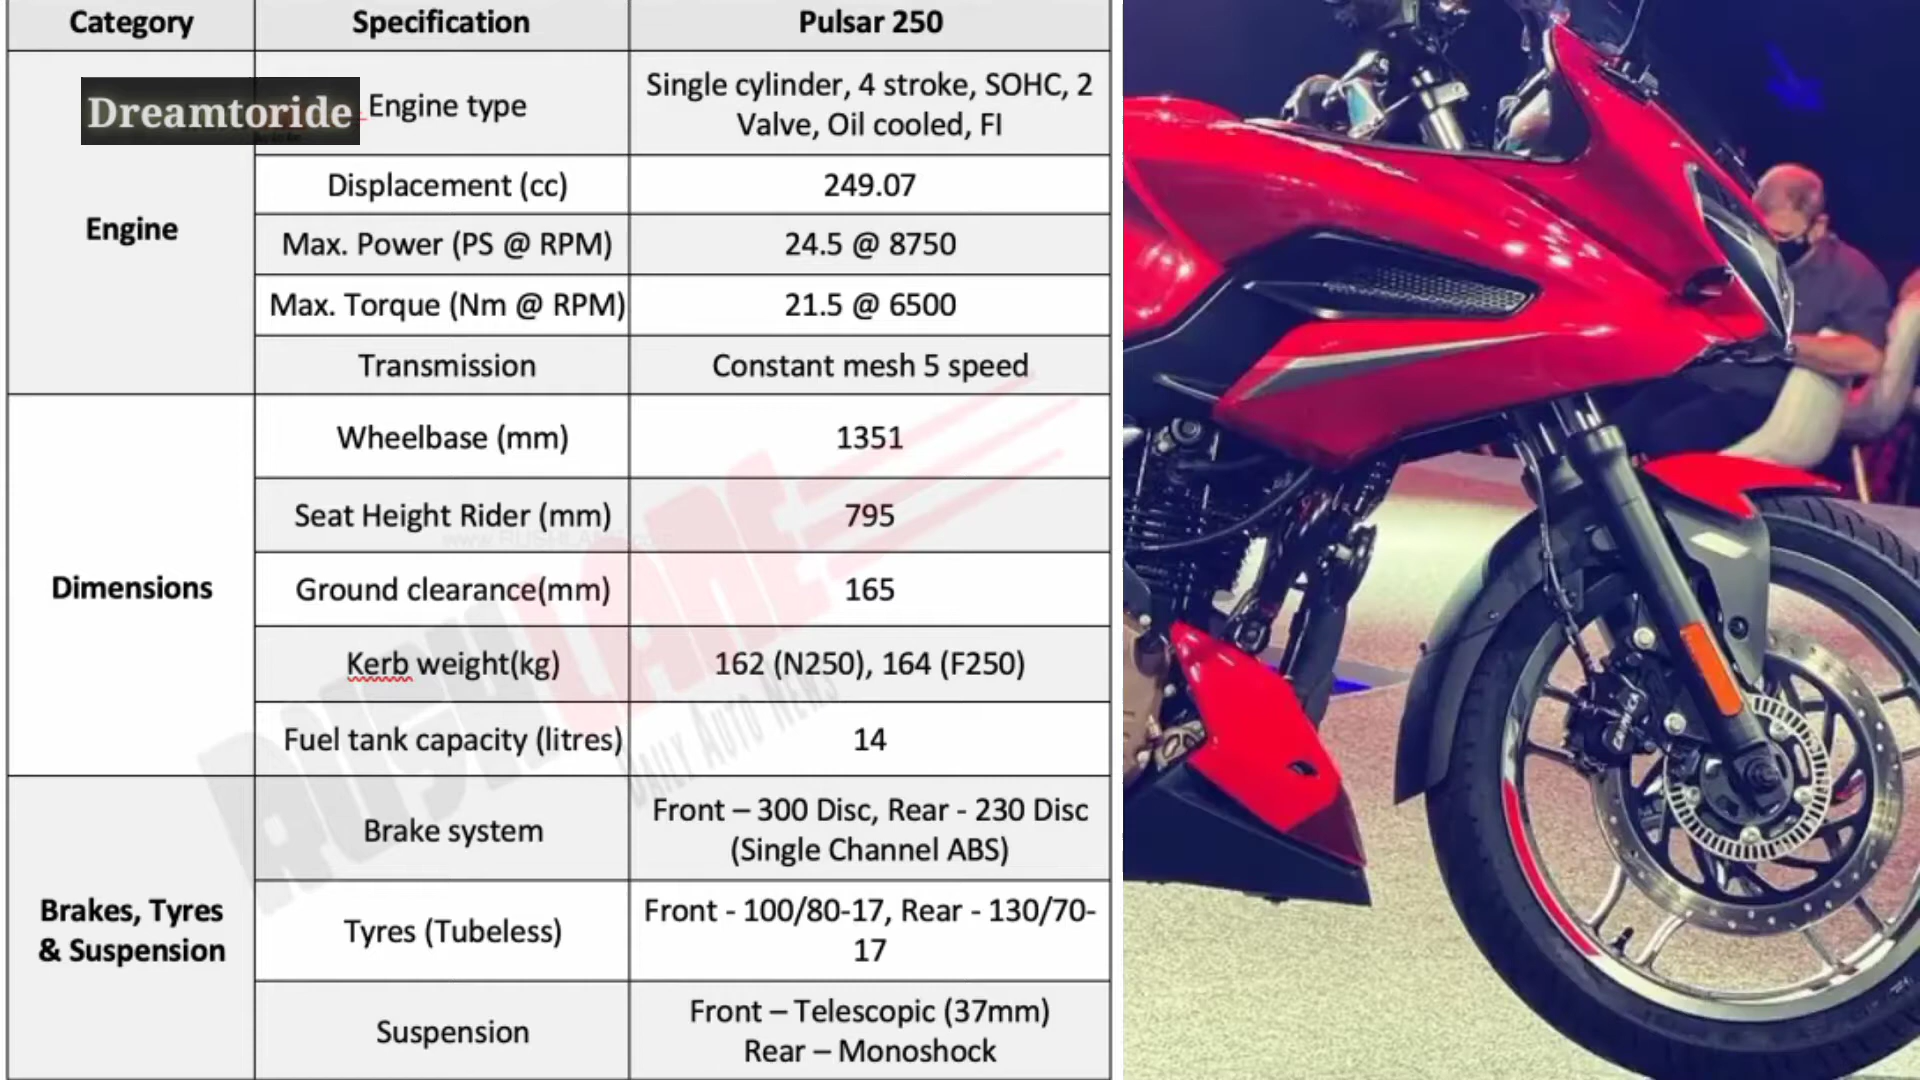 Category Specification Pulsar 250
Dreamtoride
Engine type
Single cylinder, 4 stroke, SOHC, 2
Valve, Oil cooled, FI
Engine
Displacement (cc) 249.07
Max. Power (PS @ RPM) 24.5 @ 8750
Max. Torque (Nm @ RPM) 21.5 @ 6500
Transmission Constant mesh 5 speed
Dimensions
Wheelbase (mm) 1351
Seat Height Rider (mm) 795
Ground clearance(mm) 165
Kerb weight(kg) 162 (N250), 164 (F250)
Fuel tank capacity (litres) 14
Brakes, Tyres
& Suspension
Brake system
Front – 300 Disc, Rear - 230 Disc
(Single Channel ABS)
Tyres (Tubeless)
Front - 100/80-17, Rear - 130/70-
17
Suspension
Front – Telescopic (37mm)
Rear – Monoshock
RUSHLANE
DAILY AUTO NEWS